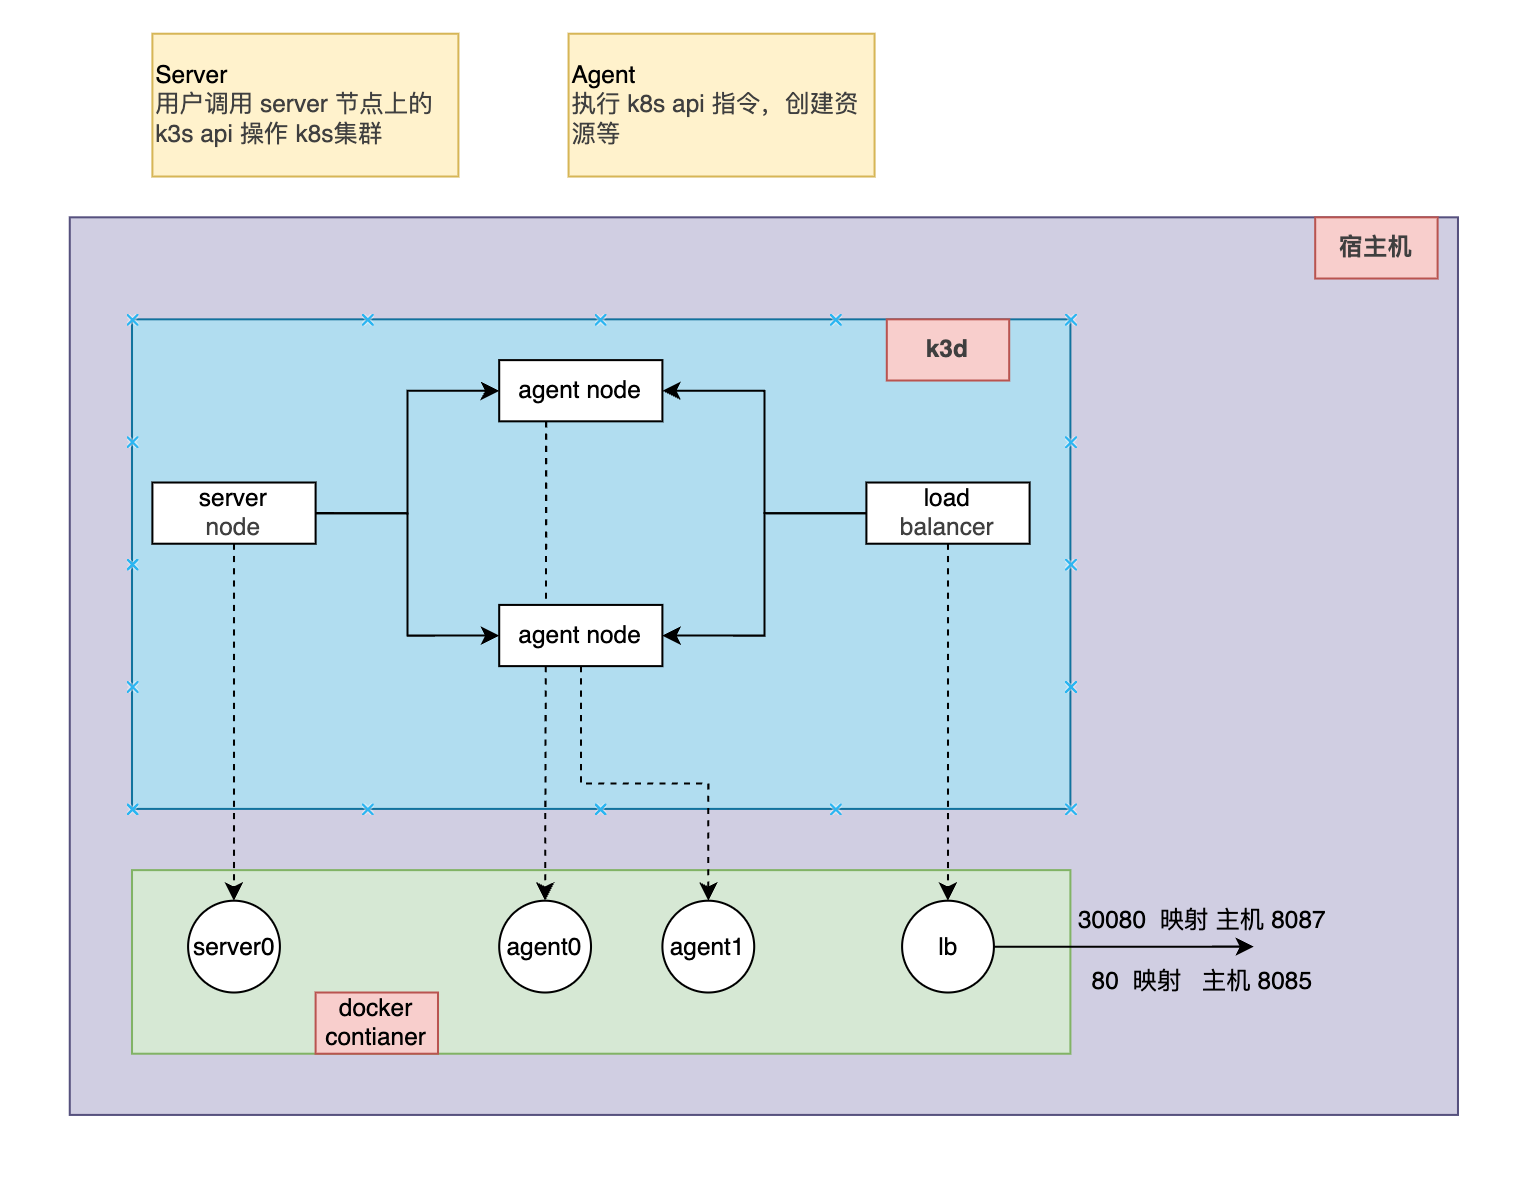 Server
用户调用 server 节点上的
k3s api 操作 k8s集群
Agent
执行 k8s api 指令，创建资
源等
宿主机
k3d
agent node
server
node
load
balancer
agent node
server0
agent0
agent1
lb
30080 映射 主机 8087
80 映射 主机 8085
docker
contianer